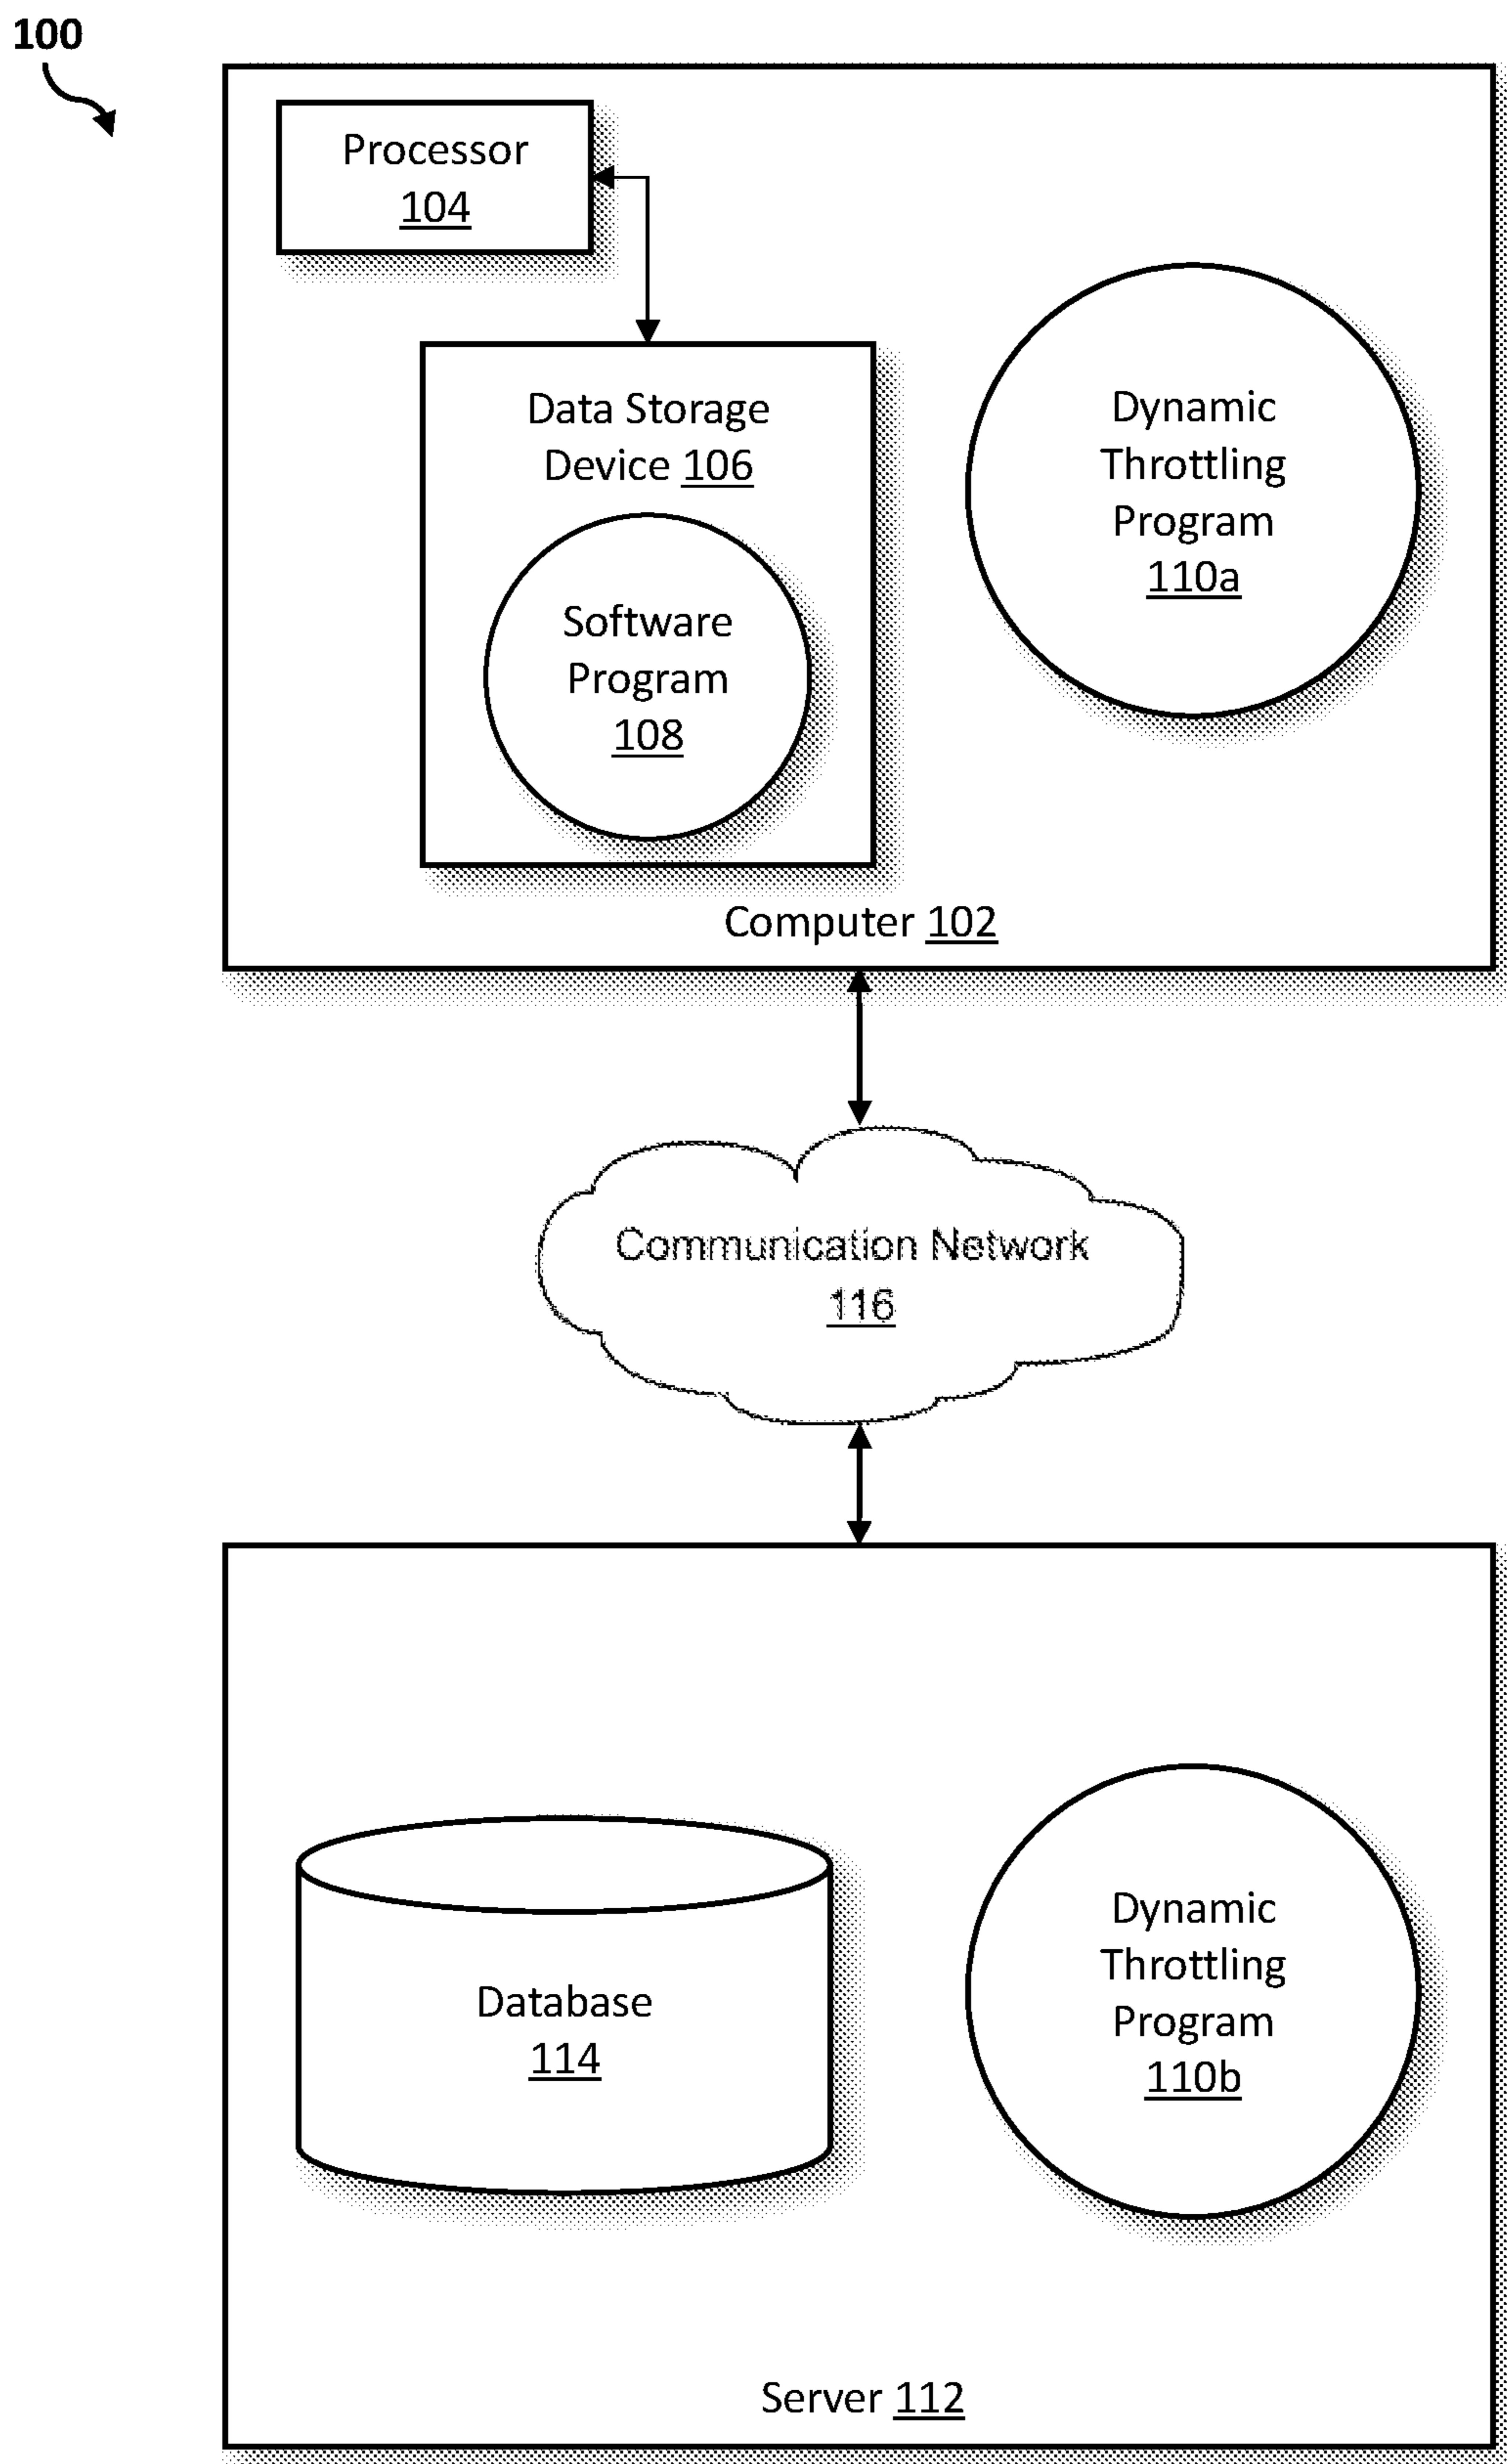 100
Processor
104
Data Storage
Device 106
Software
Program
108
Dynamic
Throttling
Program
110a
Computer 102
Communication Network
116
Database
114
Dynamic
Throttling
Program
110b
Server 112